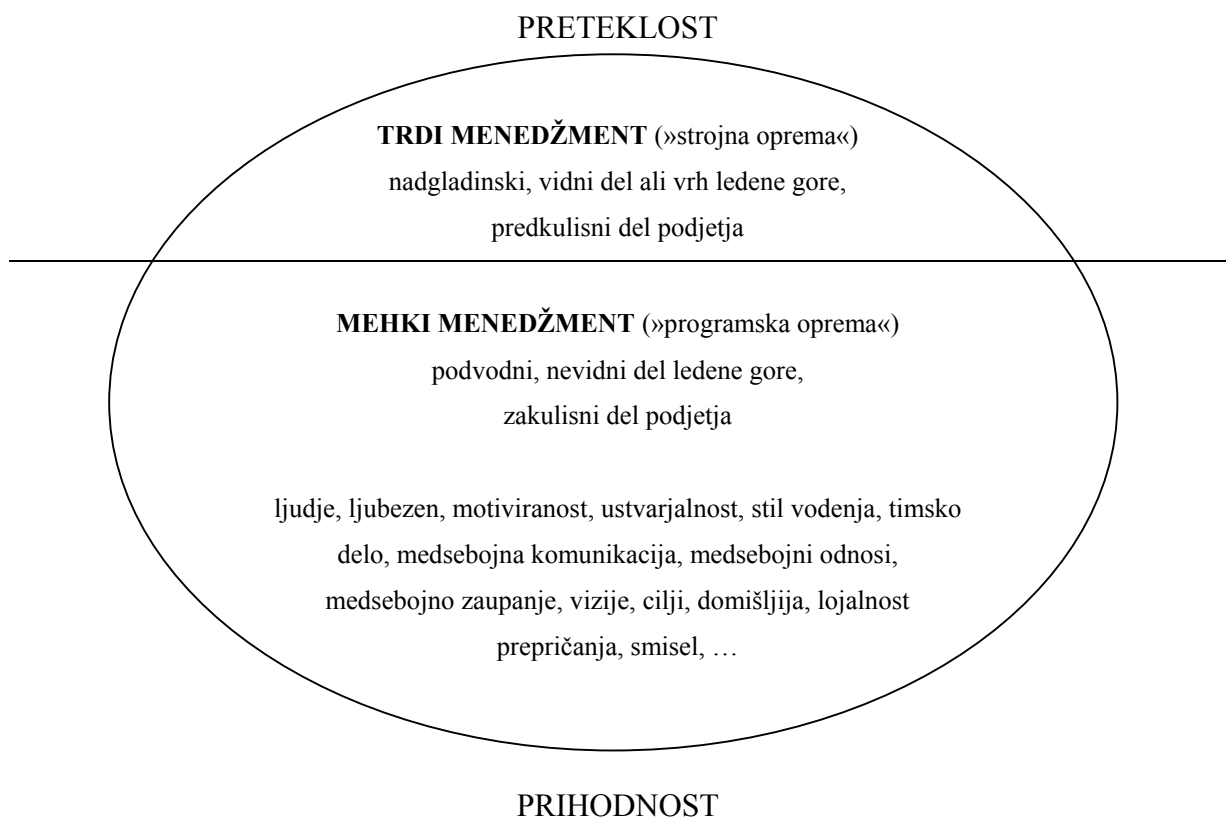 PRETEKLOST
TRDI MENEDŽMENT (»strojna oprema«)
nadgladinski, vidni del ali vrh ledene gore,
predkulisni del podjetja
MEHKI MENEDŽMENT (»programska oprema«)
podvodni, nevidni del ledene gore,
zakulisni del podjetja
ljudje, ljubezen, motiviranost, ustvarjalnost, stil vodenja, timsko
delo, medsebojna komunikacija, medsebojni odnosi,
medsebojno zaupanje, vizije, cilji, domišljija, lojalnost
prepričanja, smisel, …
PRIHODNOST